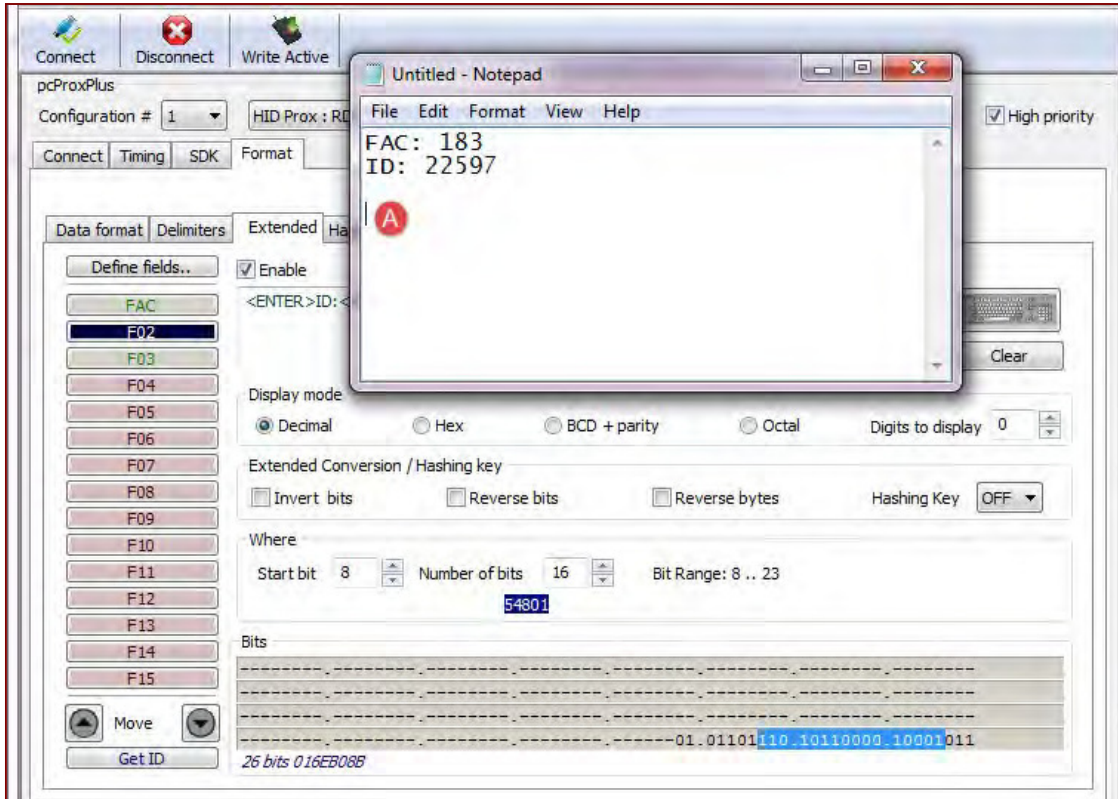 Connect Disconnect Write Active
pcProxPlus
Configuration # 1 HID Prox : High priority
Connect Timing SDK Format
Untitled - Notepad
File Edit Format View Help
FAC: 183
ID: 22597
A
Data format Delimiters Extended
Define fields.. Enable
FAC
F02
F03
F04
F05
F06
F07
F08
F09
F10
F11
F12
F13
F14
F15
Move
Get ID
<ENTER>ID:<
Clear
Display mode
Decimal Hex BCD + parity Octal Digits to display 0
Extended Conversion / Hashing key
Invert bits Reverse bits Reverse bytes Hashing Key OFF
Where
Start bit 8 Number of bits 16 Bit Range: 8 .. 23
54801
Bits
--------.--------.--------.--------.--------.--------.--------.--------
--------.--------.--------.--------.--------.--------.--------.--------
--------.--------.--------.--------.--------.--------.--------.--------
--------.--------.--------.--------.------01.01101110.10110000.10001011
26 bits 016EB08B